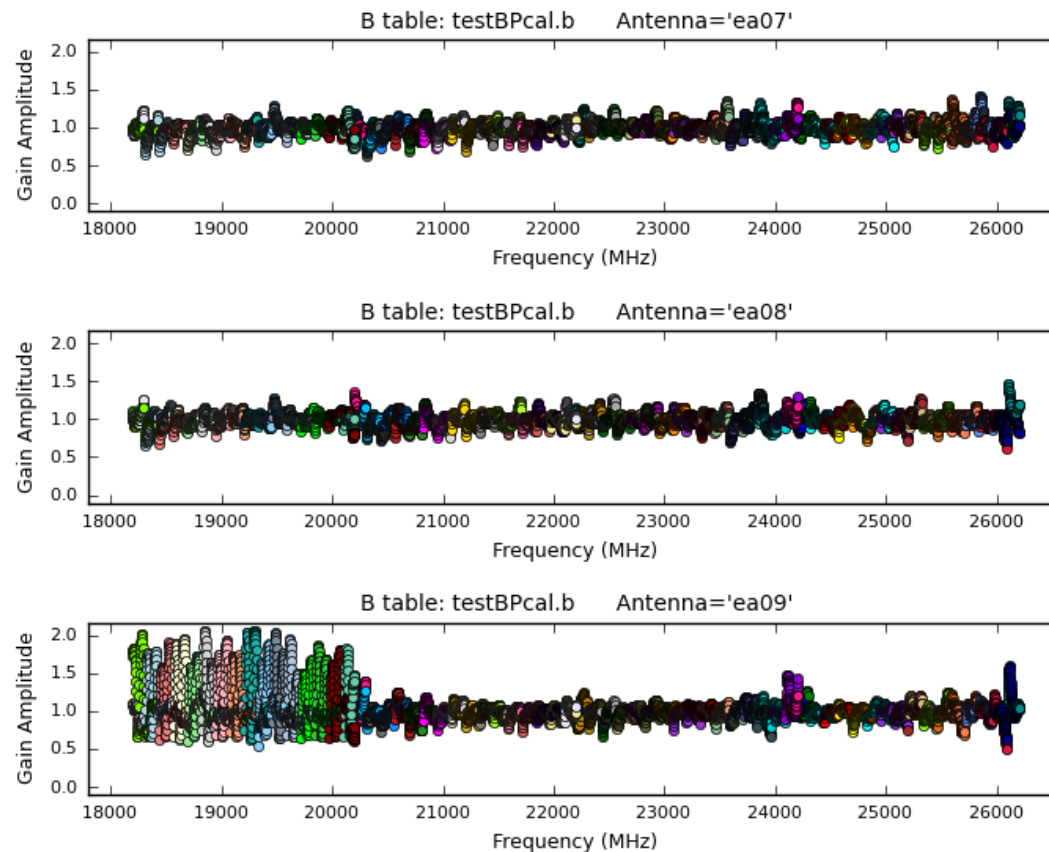 B table: testBPcal.b Antenna='ea07'
Gain Amplitude
2.0
1.5
1.0
0.5
0.0
18000 19000 20000 21000 22000 23000 24000 25000 26000
Frequency (MHz)
B table: testBPcal.b Antenna='ea08'
Gain Amplitude
2.0
1.5
1.0
0.5
0.0
18000 19000 20000 21000 22000 23000 24000 25000 26000
Frequency (MHz)
B table: testBPcal.b Antenna='ea09'
Gain Amplitude
2.0
1.5
1.0
0.5
0.0
18000 19000 20000 21000 22000 23000 24000 25000 26000
Frequency (MHz)